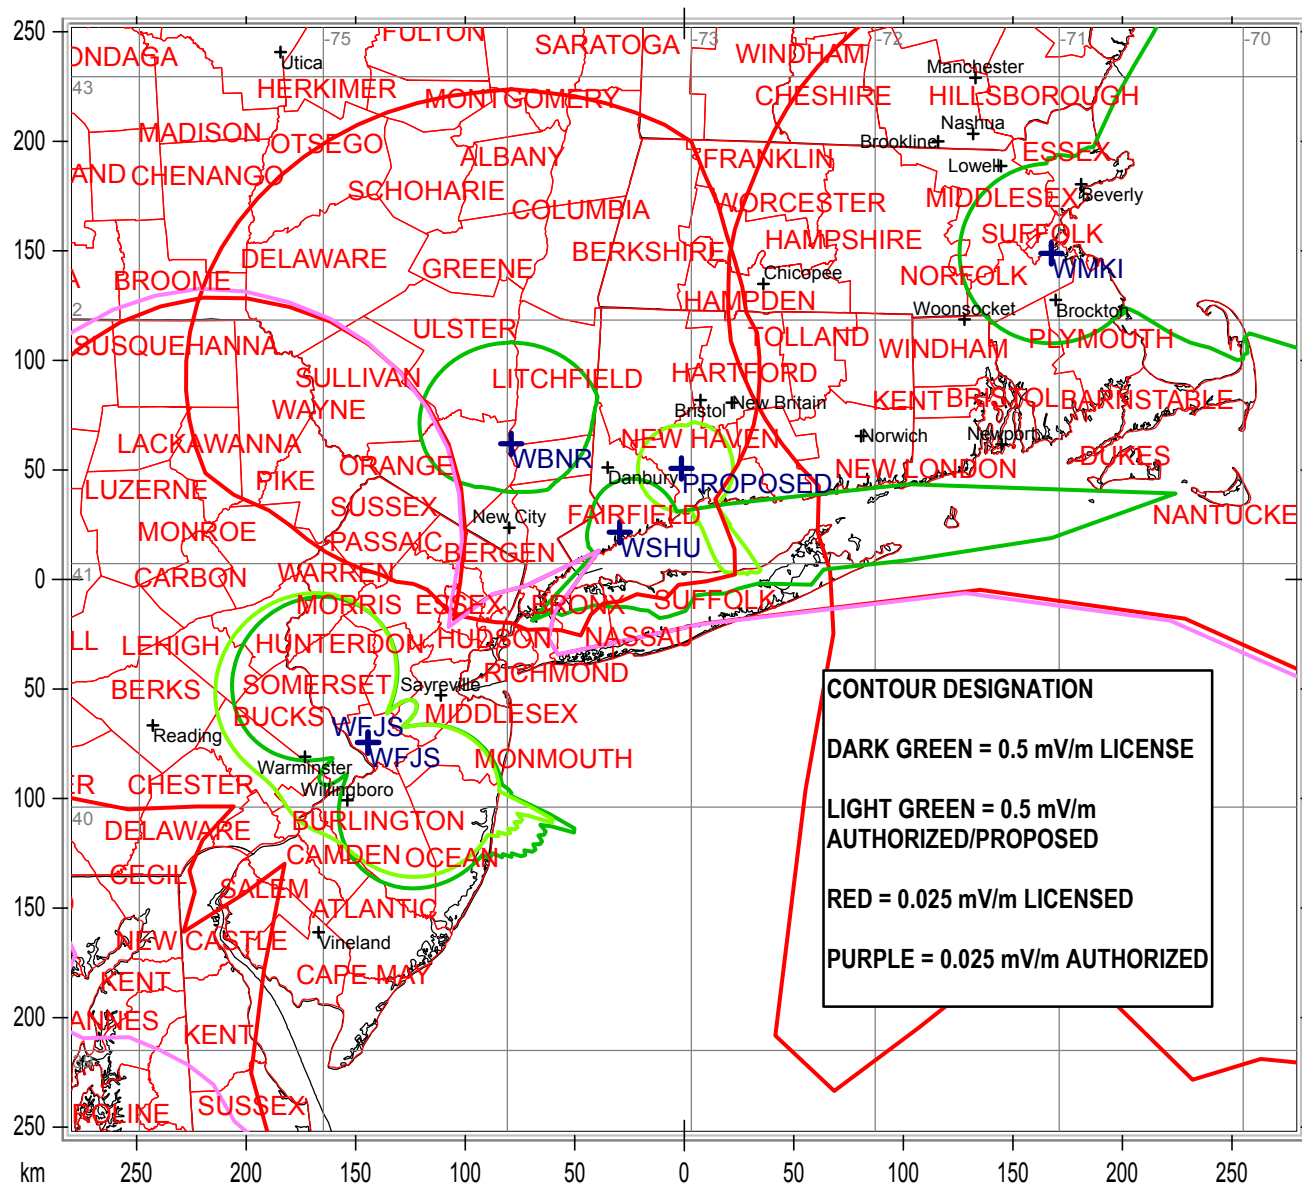 250
-75
FULTON
SARATOGA
-73
WINDHAM
-72
-71
-70
ONDAGA
Utica
Manchester
43
HERKIMER
MONTGOMERY
CHESHIRE
HILLSBOROUGH
200
MADISON
OTSEGO
Nashua
Brookline
ALBANY
FRANKLIN
ESSEX
Lowell
AND
CHENANGO
SCHOHARIE
COLUMBIA
WORCESTER
MIDDLESEX
Beverly
150
DELAWARE
BERKSHIRE
HAMPSHIRE
SUFFOLK
BROOME
GREENE
Chicopee
NORFOLK
WMKI
HAMPDEN
2
Woonsocket
Brockton
ULSTER
TOLLAND
PLYMOUTH
100
SUSQUEHANNA
WINDHAM
SULLIVAN
LITCHFIELD
HARTFORD
WAYNE
Bristol
New Britain
KENT
BRISTOL
BARNSTABLE
LACKAWANNA
NEW HAVEN
Norwich
Newport
50
ORANGE
WBNR
Danbury
PROPOSED
NEW LONDON
DUKES
LUZERNE
PIKE
SUSSEX
New City
FAIRFIELD
NANTUCKE
MONROE
PASSAIC
BERGEN
WSHU
0
41
CARBON
WARREN
MORRIS
ESSEX
BRONX
SUFFOLK
LL
LEHIGH
HUNTERDON
HUDSON
NASSAU
50
BERKS
SOMERSET
Sayreville
RICHMOND
CONTOUR DESIGNATION
BUCKS
MIDDLESEX
Reading
WFJS
WFJS
MONMOUTH
DARK GREEN = 0.5 mV/m LICENSE
Warminster
100
ER
CHESTER
Willingboro
LIGHT GREEN = 0.5 mV/m
40
DELAWARE
BURLINGTON
AUTHORIZED/PROPOSED
CAMDEN
OCEAN
CECIL
SALEM
150
ATLANTIC
RED = 0.025 mV/m LICENSED
NEW CASTLE
Vineland
PURPLE = 0.025 mV/m AUTHORIZED
KENT
CAPE MAY
200
ANNES
KENT
SUSSEX
ROLINE
250
km
250
200
150
100
50
0
50
100
150
200
250